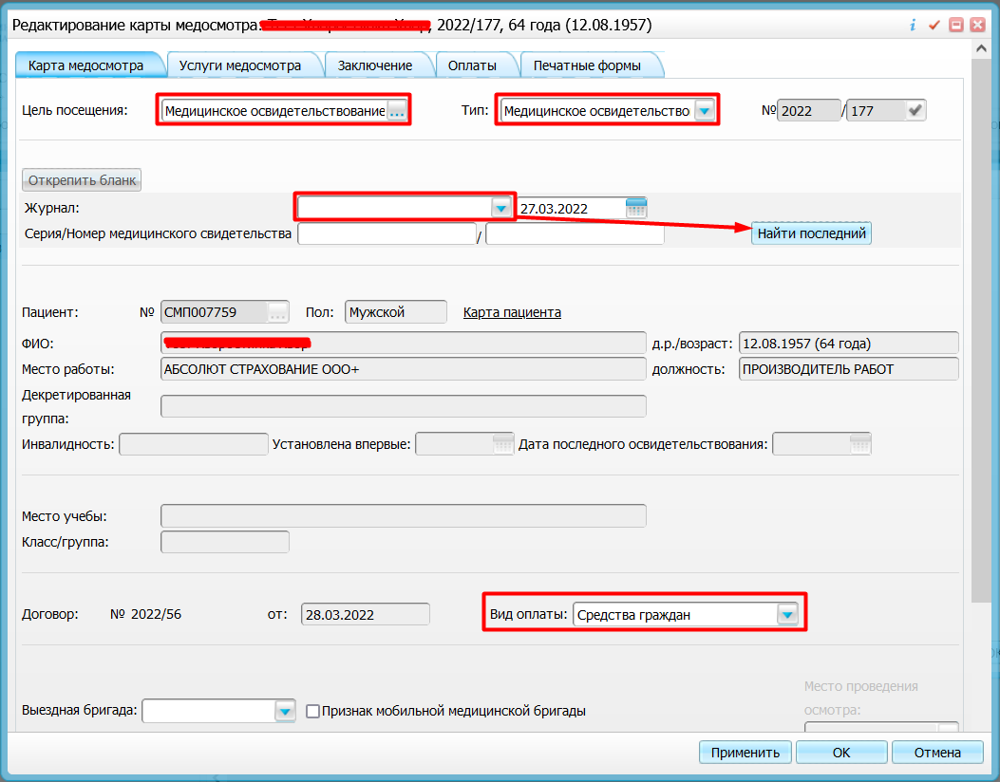 Редактирование карты медосмотра: 2022/177, 64 года (12.08.1957)
Карта медосмотра Услуги медосмотра Заключение Оплаты Печатные формы
Цель посещения: Медицинское освидетельствование ... Тип: Медицинское освидетельство № 2022 / 177
Открепить бланк
Журнал: 27.03.2022
Серия/Номер медицинского свидетельства / Найти последний
Пациент: № СМП007759 ... Пол: Мужской Карта пациента
ФИО: д.р./возраст: 12.08.1957 (64 года)
Место работы: АБСОЛЮТ СТРАХОВАНИЕ ООО+ должность: ПРОИЗВОДИТЕЛЬ РАБОТ
Декретированная
группа:
Инвалидность: Установлена впервые: Дата последного освидетельствования:
Место учебы:
Класс/группа:
Договор: № 2022/56 от: 28.03.2022 Вид оплаты: Средства граждан
Место проведения
осмотра:
Выездная бригада: Признак мобильной медицинской бригады
Применить OK Отмена